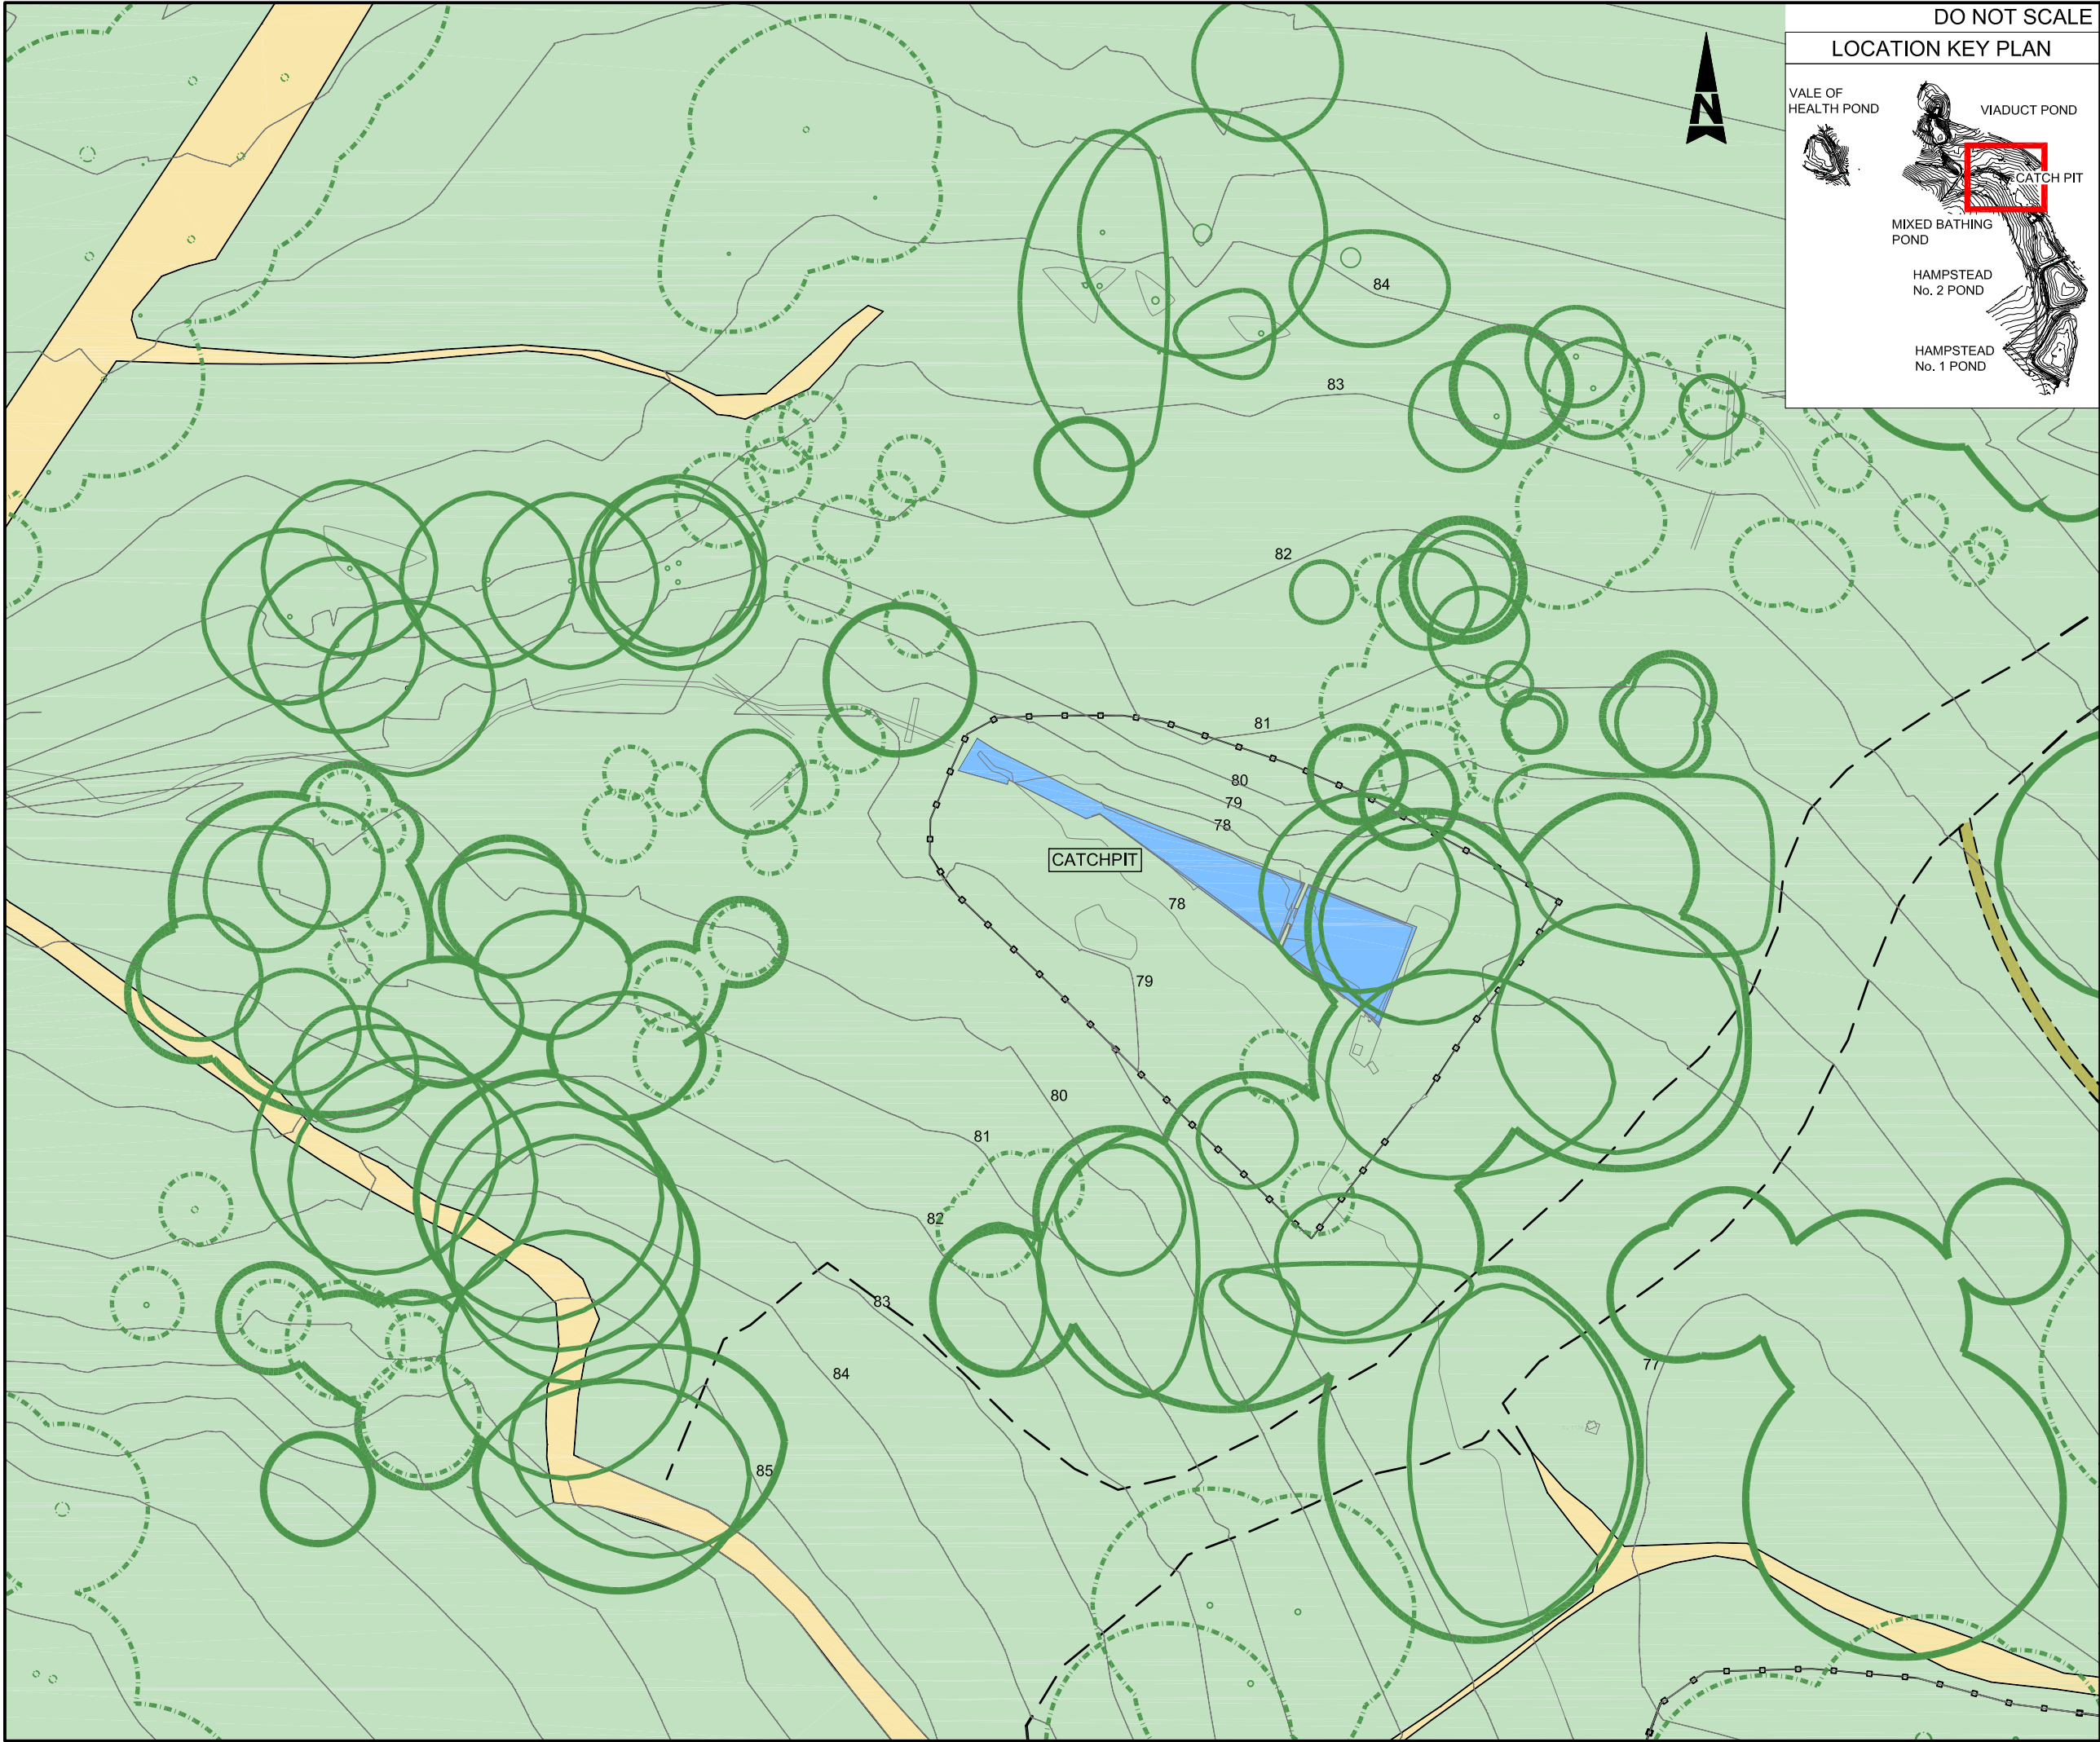 DO NOT SCALE
LOCATION KEY PLAN
VALE OF
HEALTH POND
VIADUCT POND
CATCH PIT
MIXED BATHING
POND
HAMPSTEAD
No. 2 POND
HAMPSTEAD
No. 1 POND
N
84
83
82
81
80
79
78
CATCHPIT
78
79
80
81
82
83
84
85
77